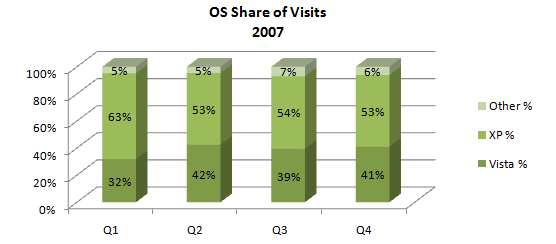 OS Share of Visits
2007
100%
80%
60%
40%
20%
0%
5%
5%
7%
6%
63%
53%
54%
53%
32%
42%
39%
41%
Q1
Q2
Q3
Q4
Other %
XP %
Vista %